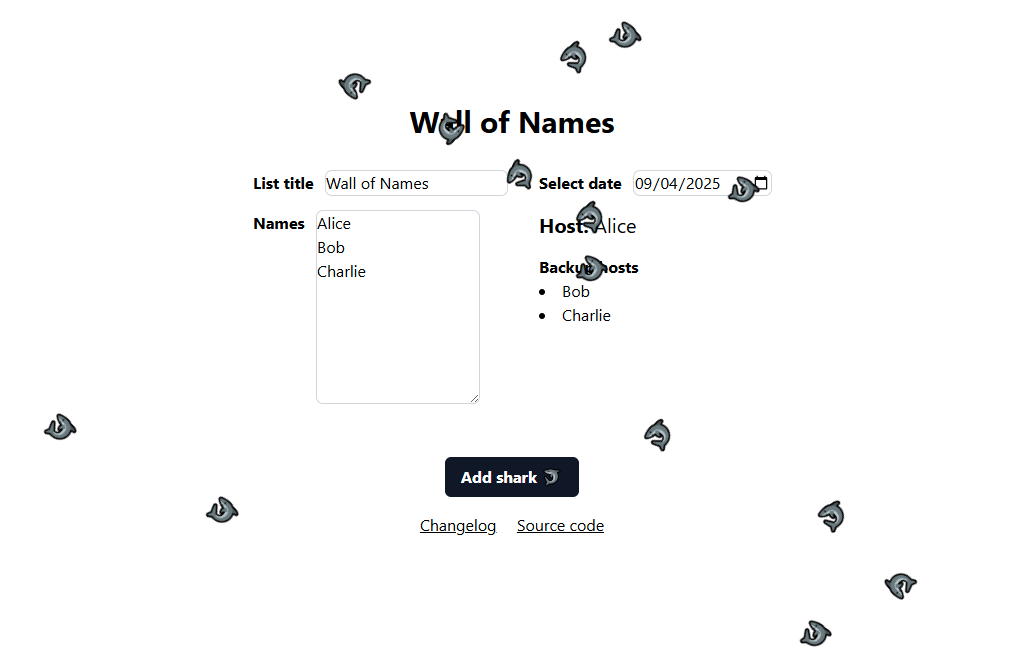 Wall of Names
List title Wall of Names
Select date 09/04/2025
Names Alice
Bob
Charlie
Host: Alice
Backup hosts
Bob
Charlie
Add shark
Changelog Source code